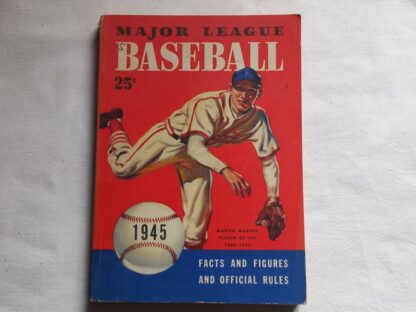 MAJOR LEAGUE
BASEBALL
25¢
MARTIN MARION
PLAYER OF THE
YEAR 1944
1945
FACTS AND FIGURES
AND OFFICIAL RULES